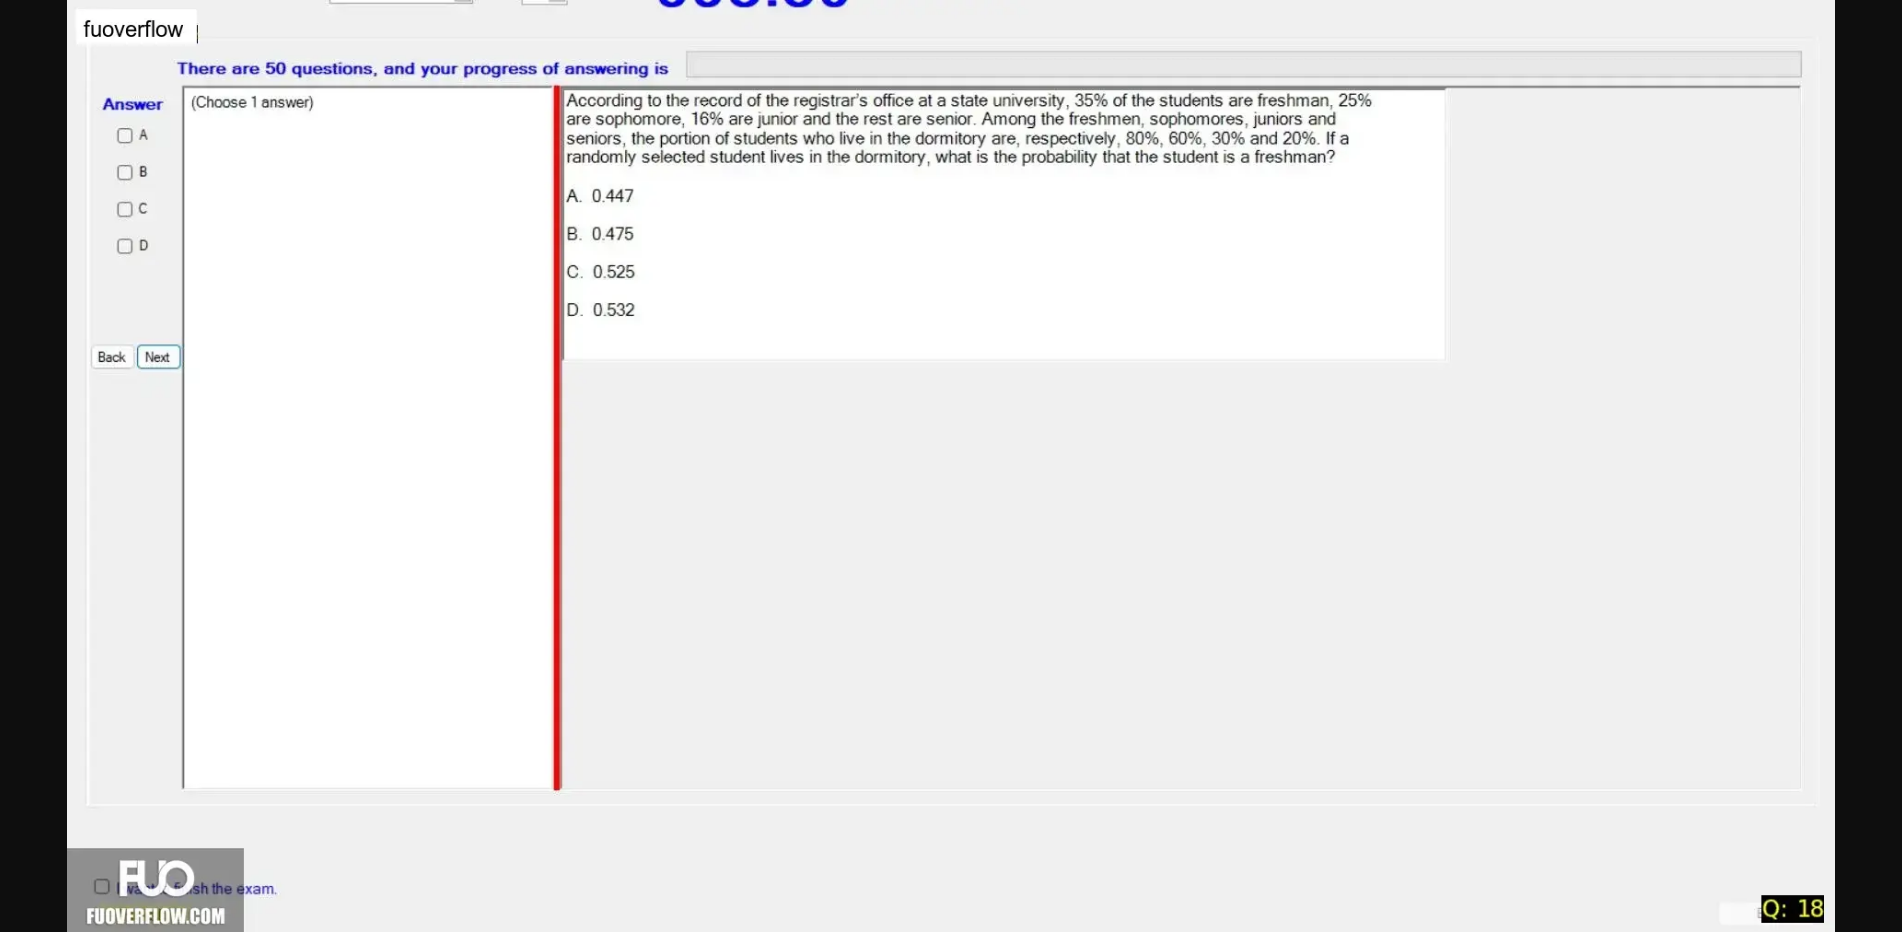 fuoverflow
There are 50 questions, and your progress of answering is
Answer
(Choose 1 answer)
A
B
C
D
Back
Next
According to the record of the registrar's office at a state university, 35% of the students are freshman, 25%
are sophomore, 16% are junior and the rest are senior. Among the freshmen, sophomores, juniors and
seniors, the portion of students who live in the dormitory are, respectively, 80%, 60%, 30% and 20%. If a
randomly selected student lives in the dormitory, what is the probability that the student is a freshman?
A. 0.447
B. 0.475
C. 0.525
D. 0.532
the exam.
FUO
FUOVERFLOW.COM
Q: 18